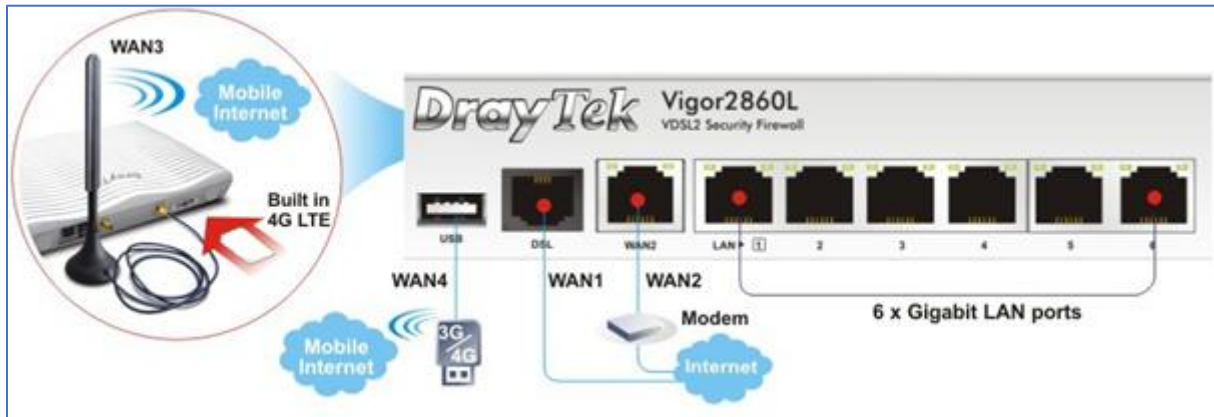 WAN3
Mobile
Internet
Built in
4G LTE
DrayTek
Vigor2860L
VDSL2 Security Firewall
USB
DSL
WAN2
LAN
1
2
3
4
5
6
WAN4
WAN1
WAN2
6 x Gigabit LAN ports
Modem
3G/
4G
Mobile
Internet
Internet